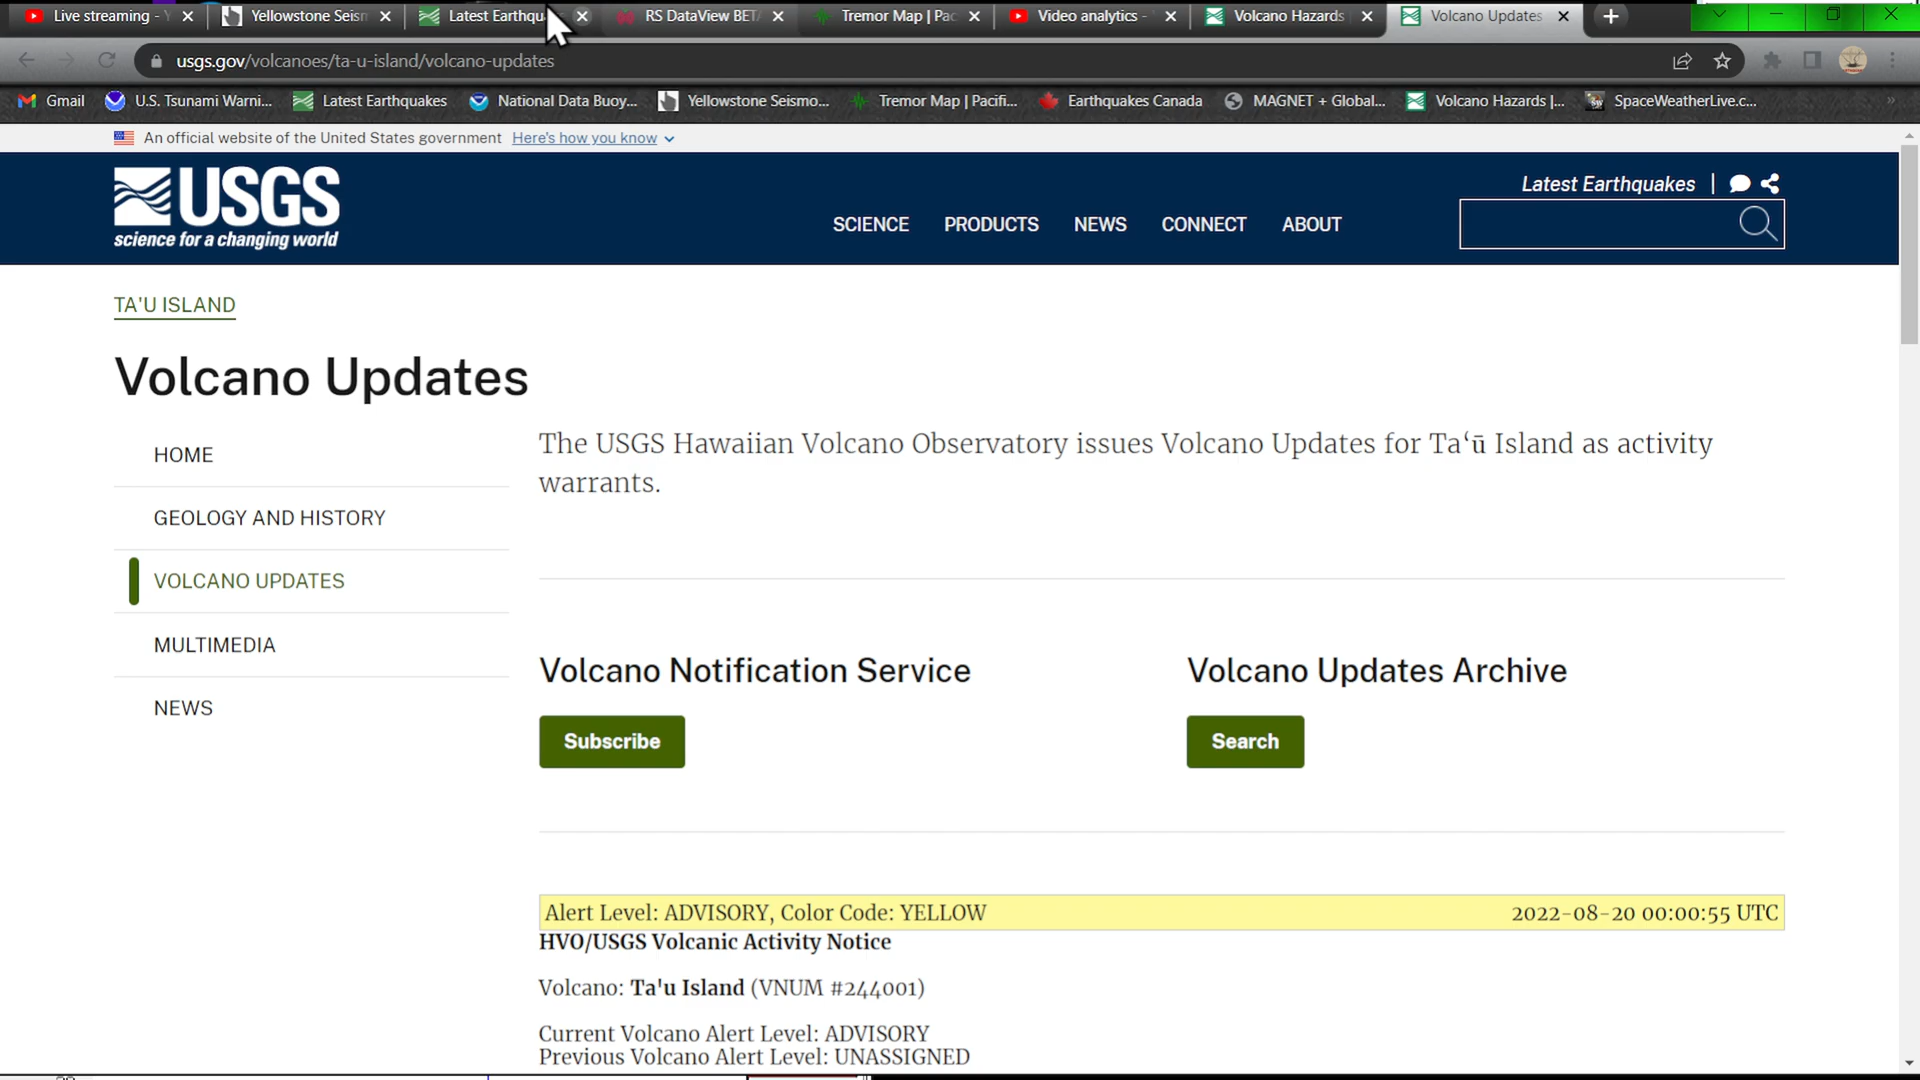 Live streaming - Y
Yellowstone Seism
Latest Earthqu
RS DataView BETA
Tremor Map | Pac
Video analytics -
Volcano Hazards
Volcano Updates
usgs.gov/volcanoes/ta-u-island/volcano-updates
Gmail
U.S. Tsunami Warni...
Latest Earthquakes
National Data Buoy...
Yellowstone Seismo...
Tremor Map | Pacifi...
Earthquakes Canada
MAGNET + Global...
Volcano Hazards |...
SpaceWeatherLive.c...
An official website of the United States government Here's how you know
USGS
science for a changing world
Latest Earthquakes |
SCIENCE PRODUCTS NEWS CONNECT ABOUT
TA'U ISLAND
Volcano Updates
HOME
GEOLOGY AND HISTORY
VOLCANO UPDATES
MULTIMEDIA
NEWS
The USGS Hawaiian Volcano Observatory issues Volcano Updates for Taʻū Island as activity
warrants.
Volcano Notification Service
Subscribe
Volcano Updates Archive
Search
Alert Level: ADVISORY, Color Code: YELLOW 2022-08-20 00:00:55 UTC
HVO/USGS Volcanic Activity Notice
Volcano: Ta'u Island (VNUM #244001)
Current Volcano Alert Level: ADVISORY
Previous Volcano Alert Level: UNASSIGNED